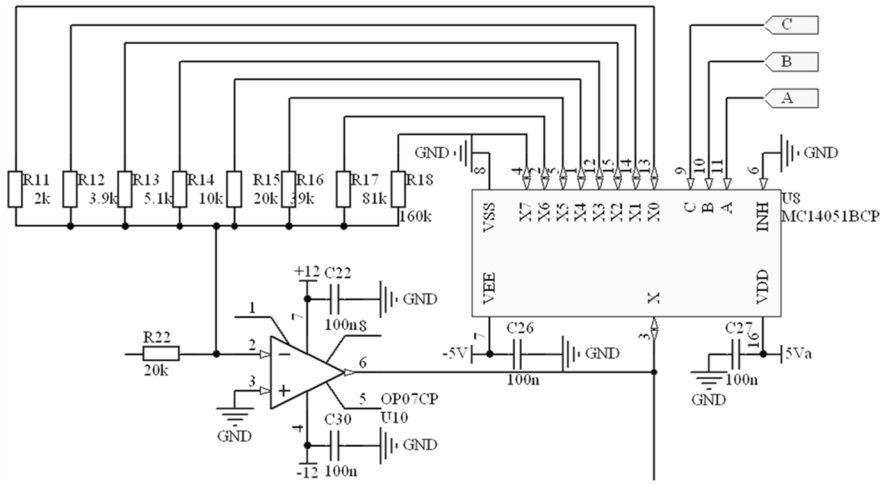 C
B
A
GND
GND
8
4
2
5
1
12
15
14
13
9
10
11
6
R11
R12
R13
R14
R15
R16
R17
R18
2k
3.9k
5.1k
10k
20k
39k
81k
160k
U8
MC14051BCP
VSS
X7
X6
X5
X4
X3
X2
X1
X0
C
B
A
INH
VEE
X
VDD
+12
C22
GND
1
7
100n
8
R22
20k
2
6
3
5
OP07CP
U10
GND
4
C30
GND
-12
100n
-5V
7
C26
GND
100n
3
C27
16
5Va
100n
GND